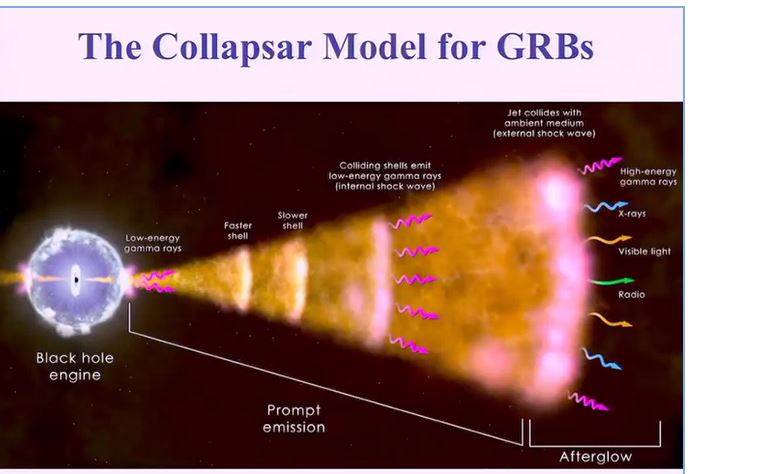 The Collapsar Model for GRBs
Jet collides with
ambient medium
(external shock wave)
Colliding shells emit
low-energy gamma rays
(internal shock wave)
High-energy
gamma rays
X-rays
Slower
shell
Faster
shell
Low-energy
gamma rays
Visible light
Radio
Black hole
engine
Prompt
emission
Afterglow